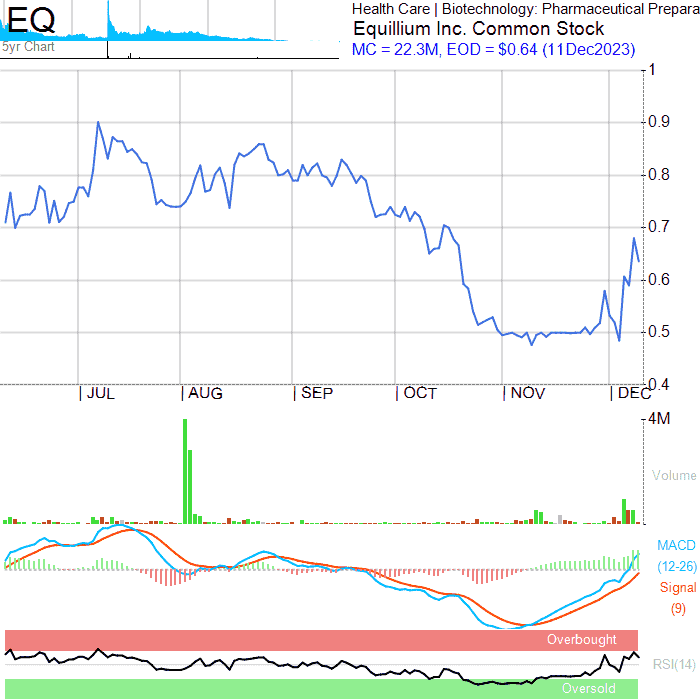 EQ
5yr Chart
Health Care | Biotechnology: Pharmaceutical Prepara
Equillium Inc. Common Stock
MC = 22.3M, EOD = $0.64 (11Dec2023)
1
0.9
0.8
0.7
0.6
0.5
0.4
| JUL | AUG | SEP | OCT | NOV | DEC
4M
Volume
MACD
(12-26)
Signal
(9)
Overbought
RSI(14)
Oversold